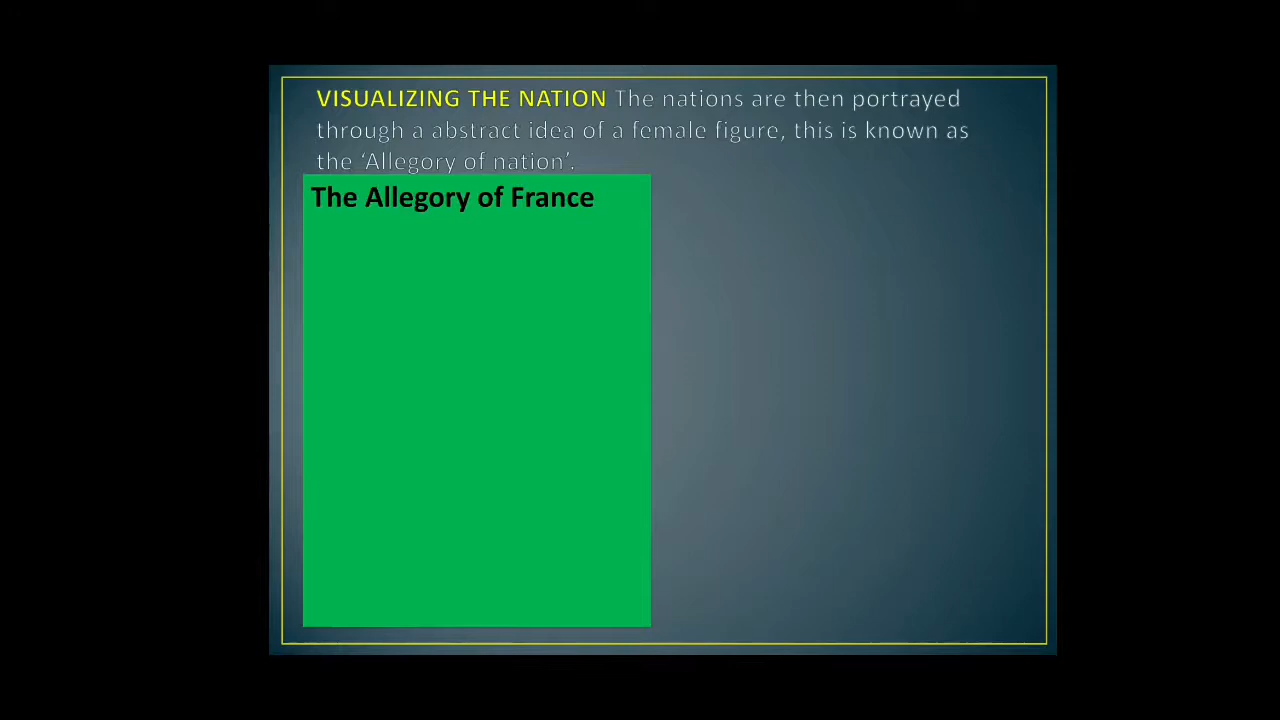 VISUALIZING THE NATION The nations are then portrayed
through a abstract idea of a female figure, this is known as
the ‘Allegory of nation’.
The Allegory of France